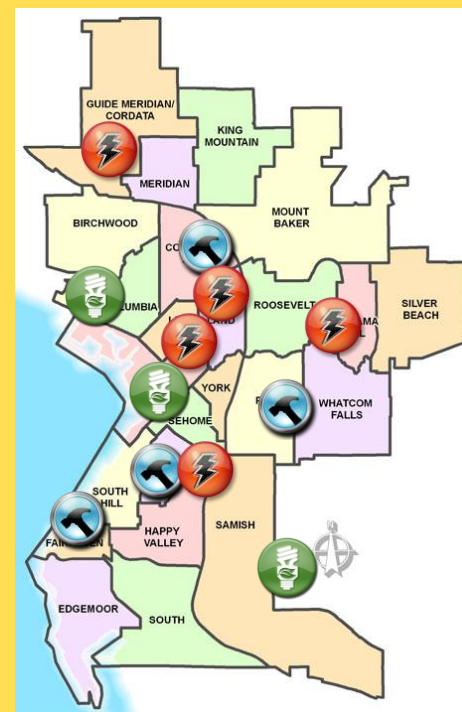 GUIDE MERIDIAN/
CORDATA
KING
MOUNTAIN
MERIDIAN
BIRCHWOOD
MOUNT
BAKER
ROOSEVELT
SILVER
BEACH
YORK
WHATCOM
FALLS
SEHOME
SOUTH
HILL
HAPPY
VALLEY
SAMISH
EDGEMOOR
SOUTH